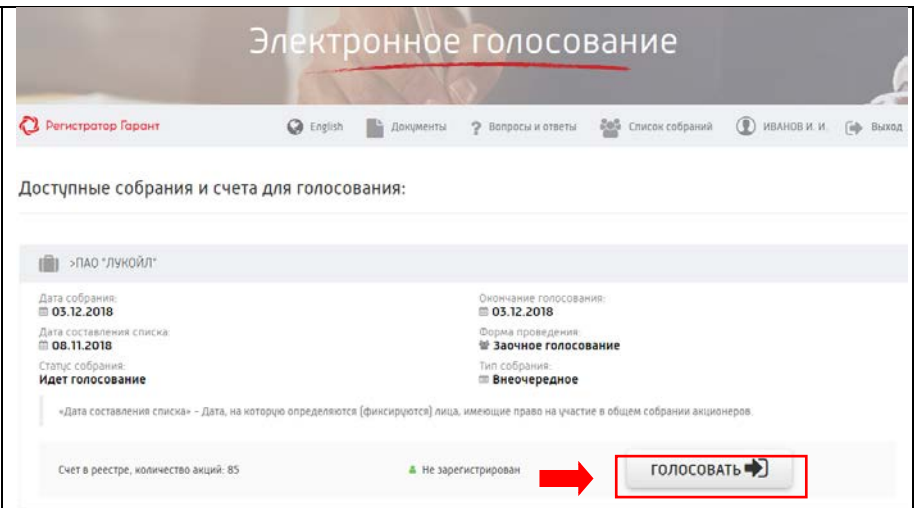 Электронное голосование
Регистратор Гарант English Документы ? Вопросы и ответы Список собраний ИВАНОВ И. И. Выход
Доступные собрания и счета для голосования:
>ПАО "ЛУКОЙЛ"
Дата собрания: Окончание голосования:
03.12.2018 03.12.2018
Дата составления списка: Форма проведения:
08.11.2018 Заочное голосование
Статус собрания: Тип собрания:
Идет голосование Внеочередное
«Дата составления списка» - Дата, на которую определяются (фиксируются) лица, имеющие право на участие в общем собрании акционеров.
Счет в реестре, количество акций: 85 Не зарегистрирован ГОЛОСОВАТЬ